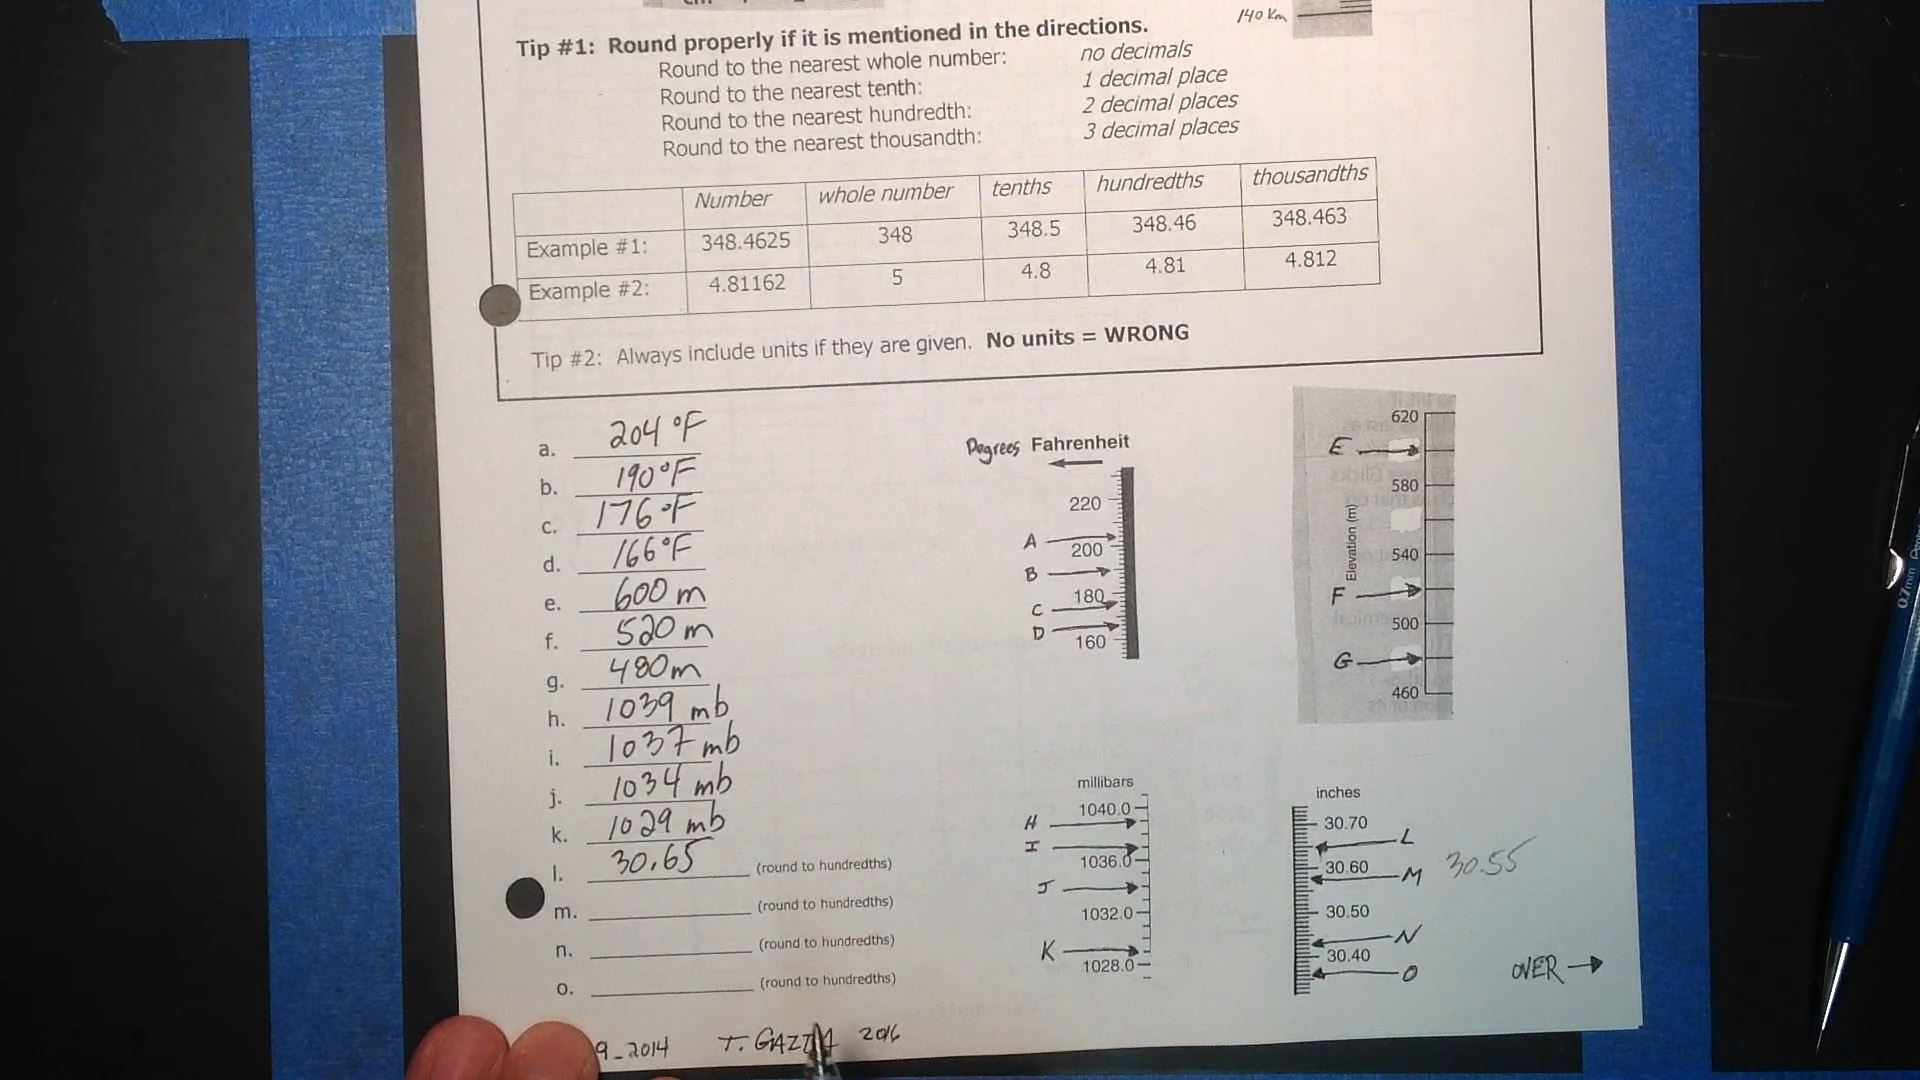 140 Km
Tip #1: Round properly if it is mentioned in the directions.
Round to the nearest whole number: no decimals
Round to the nearest tenth: 1 decimal place
Round to the nearest hundredth: 2 decimal places
Round to the nearest thousandth: 3 decimal places
Number whole number tenths hundredths thousandths
Example #1: 348.4625 348 348.5 348.46 348.463
Example #2: 4.81162 5 4.8 4.81 4.812
Tip #2: Always include units if they are given. No units = WRONG
a. 204 °F
b. 190°F
c. 176°F
d. 166°F
e. 600 m
f. 520 m
g. 480m
h. 1039 mb
i. 1037 mb
j. 1034 mb
k. 1029 mb
l. 30.65 (round to hundredths)
m. (round to hundredths)
n. (round to hundredths)
o. (round to hundredths)
Degrees Fahrenheit
220
A
200
B
180
C
D
160
620
E
580
Elevation (m)
540
F
500
G
460
millibars
1040.0
H
I
1036.0
J
1032.0
K
1028.0
inches
30.70
L
30.60
M 30.55
30.50
N
30.40
O
OVER →
9_2014 2016
0.7mm